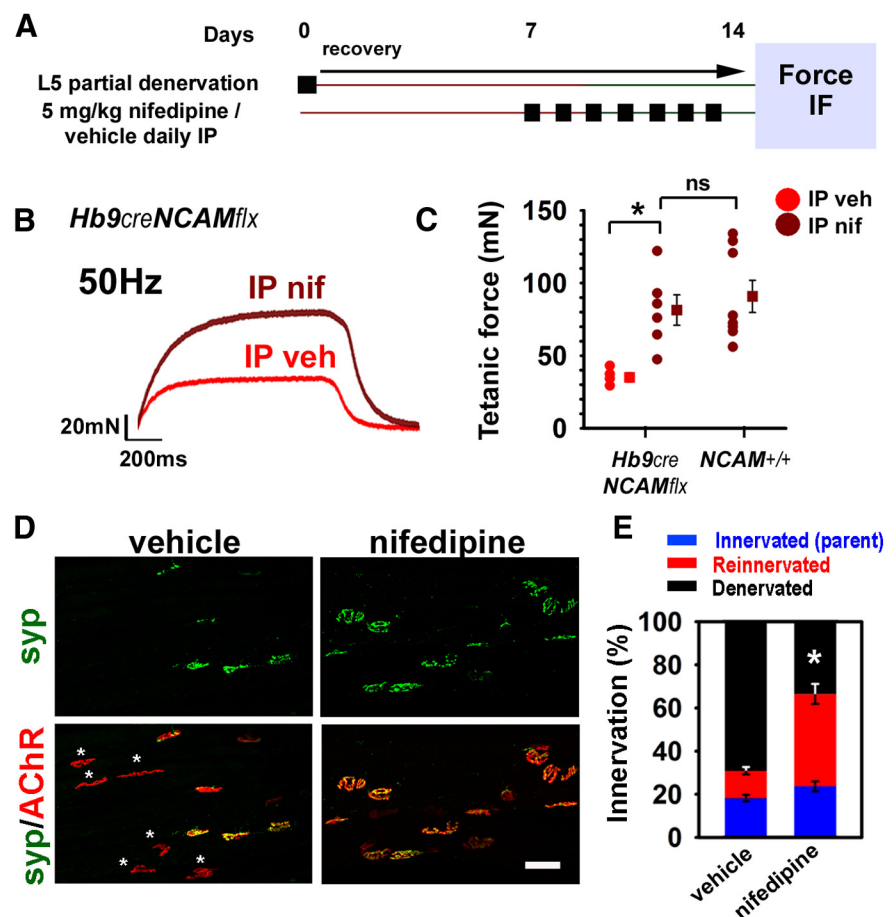 A
Days 0 7 14
recovery
L5 partial denervation
5 mg/kg nifedipine /
vehicle daily IP
Force
IF
B
Hb9creNCAMflx
50Hz
IP nif
IP veh
20mN
200ms
C
IP veh
IP nif
ns
*
Tetanic force (mN)
150
100
50
0
Hb9cre
NCAMflx
NCAM+/+
D
vehicle nifedipine
syp
syp/AChR
* * *
* * *
E
Innervated (parent)
Reinnervated
Denervated
Innervation (%)
100
80
60
40
20
0
*
vehicle
nifedipine